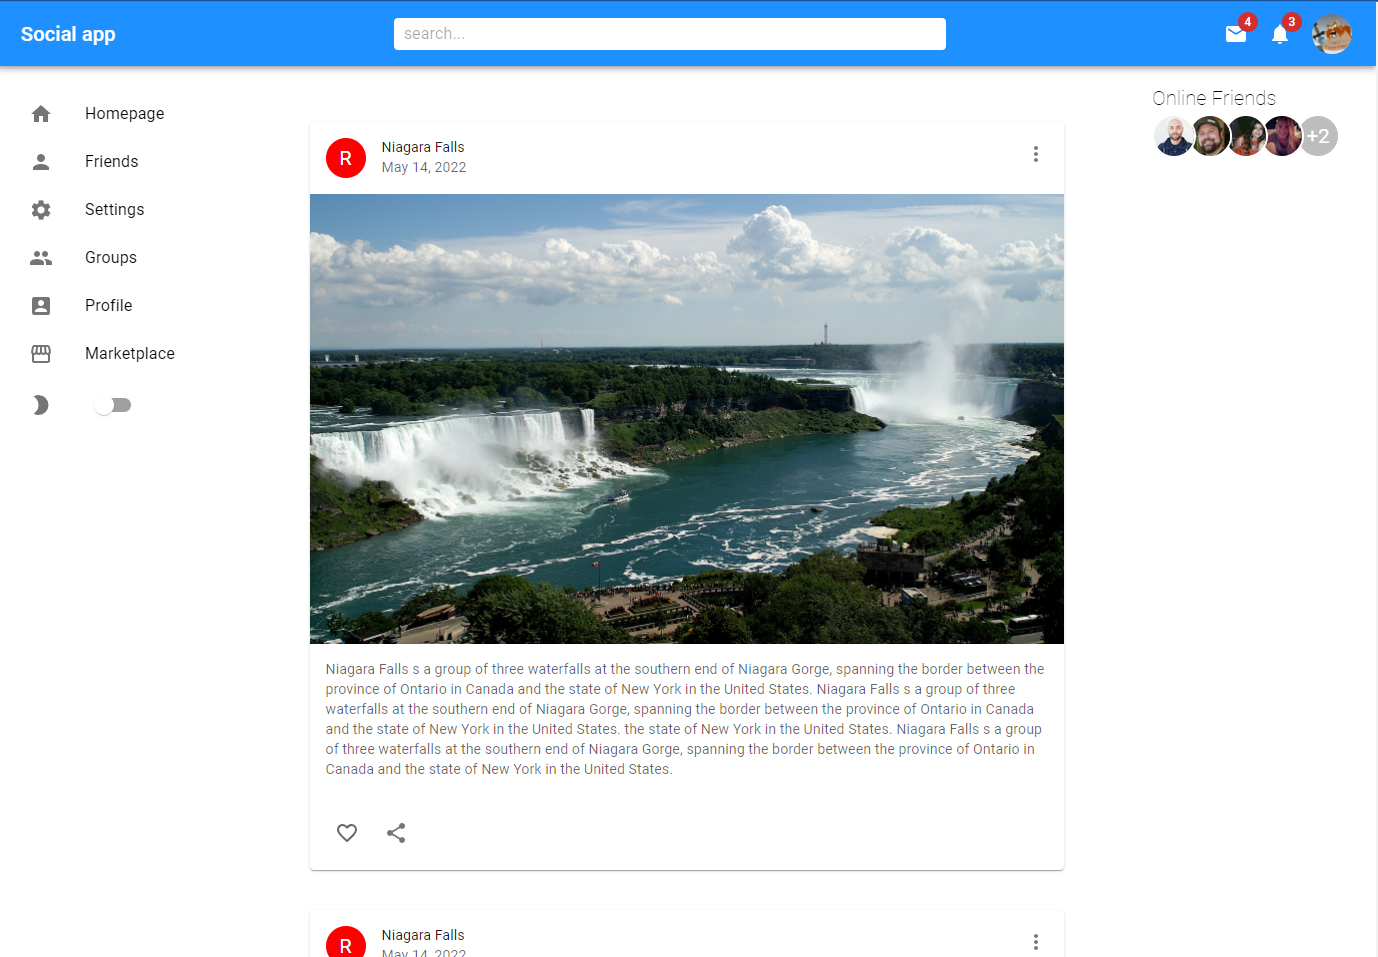 Social app
search...
4
3
Homepage
Friends
Settings
Groups
Profile
Marketplace
R
Niagara Falls
May 14, 2022
Niagara Falls s a group of three waterfalls at the southern end of Niagara Gorge, spanning the border between the
province of Ontario in Canada and the state of New York in the United States. Niagara Falls s a group of three
waterfalls at the southern end of Niagara Gorge, spanning the border between the province of Ontario in Canada
and the state of New York in the United States. the state of New York in the United States. Niagara Falls s a group
of three waterfalls at the southern end of Niagara Gorge, spanning the border between the province of Ontario in
Canada and the state of New York in the United States.
R
Niagara Falls
May 14, 2022
Online Friends
+2